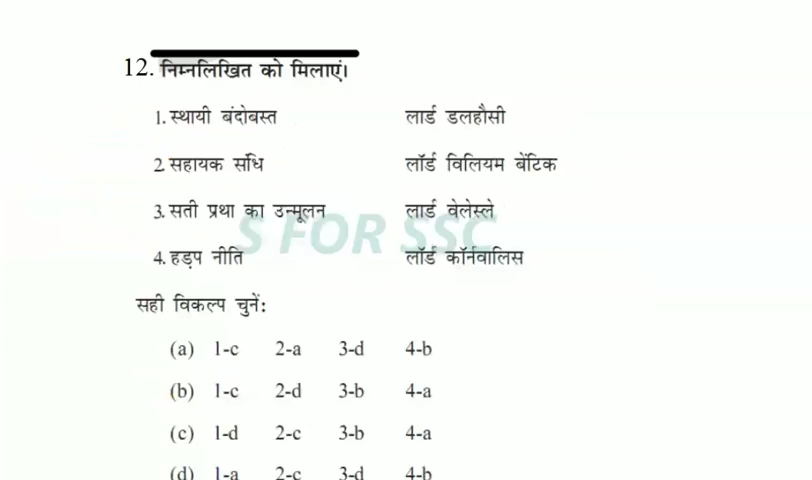 12. निम्नलिखित को मिलाएं।
1. स्थायी बंदोबस्त लार्ड डलहौसी
2. सहायक संधि लॉर्ड विलियम बेंटिक
3. सती प्रथा का उन्मूलन लार्ड वेलेस्ले
S FOR SSC
4. हड़प नीति लॉर्ड कॉर्नवालिस
सही विकल्प चुनें:
(a) 1-c 2-a 3-d 4-b
(b) 1-c 2-d 3-b 4-a
(c) 1-d 2-c 3-b 4-a
(d) 1-a 2-c 3-d 4-b